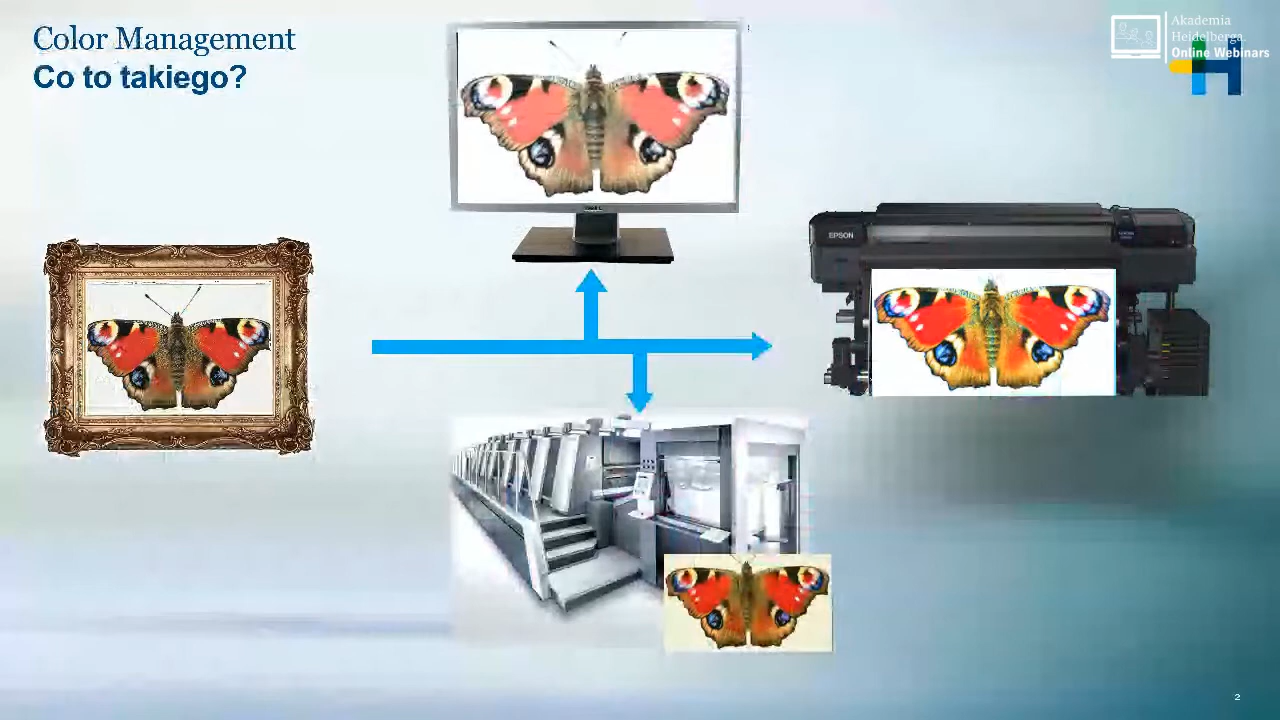 Color Management
Co to takiego?
Akademia
Heidelberga.
Online Webinars
EPSON
2